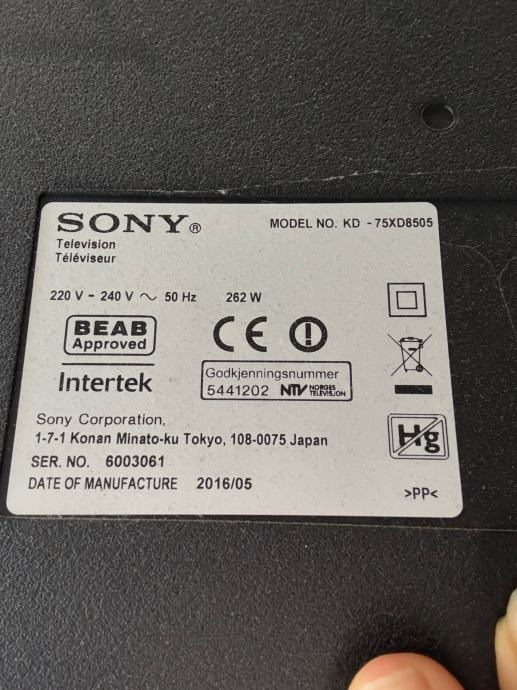 SONY®
MODEL NO. KD - 75XD8505
Television
Téléviseur
220 V - 240 V ~ 50 Hz 262 W
BEAB
Approved
CE
Intertek
Godkjenningsnummer
5441202 NTV NORGES TELEVISJON
Hg
Sony Corporation,
1-7-1 Konan Minato-ku Tokyo, 108-0075 Japan
SER. NO. 6003061
DATE OF MANUFACTURE 2016/05
>PP<